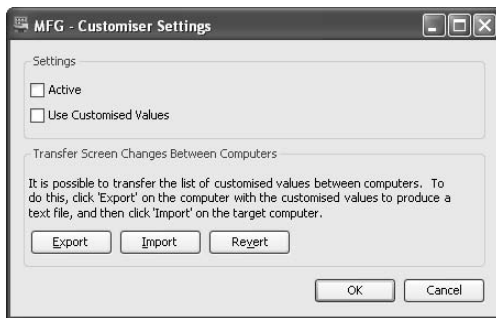 MFG - Customiser Settings
Settings
Active
Use Customised Values
Transfer Screen Changes Between Computers
It is possible to transfer the list of customised values between computers. To
do this, click 'Export' on the computer with the customised values to produce a
text file, and then click 'Import' on the target computer.
Export Import Revert
OK Cancel